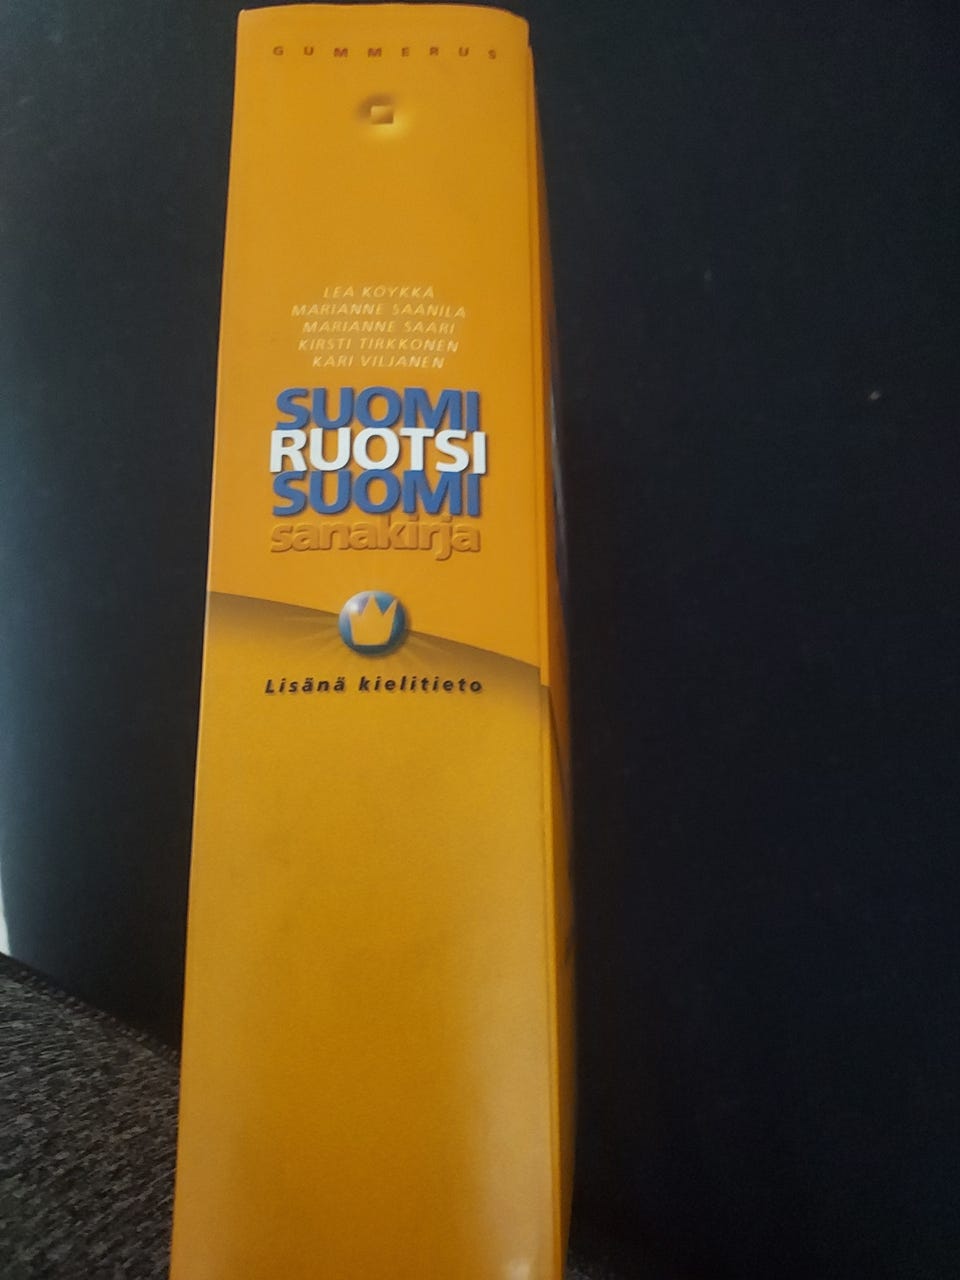 GUMMERUS
LEA KÖYKKÄ
MARIANNE SAANILA
MARIANNE SAARI
KIRSTI TIRKKONEN
KARI VILJANEN
SUOMI
RUOTSI
SUOMI
sanakirja
Lisänä kielitieto